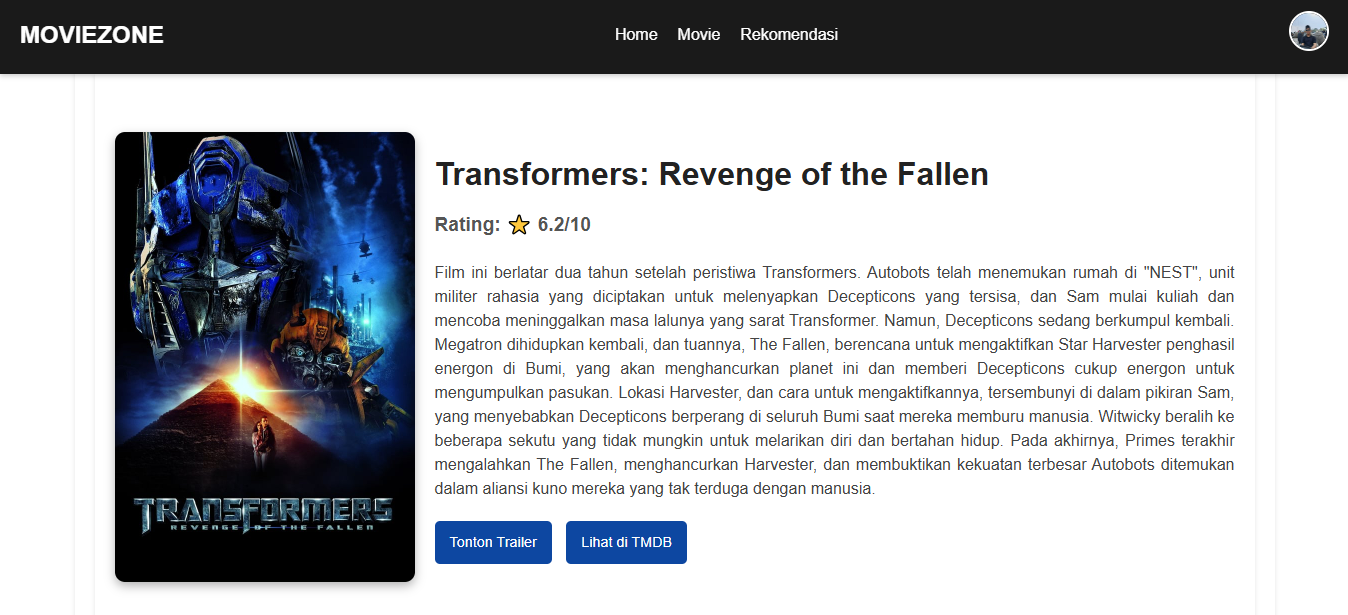 MOVIEZONE
Home Movie Rekomendasi
Transformers: Revenge of the Fallen
Rating: ⭐ 6.2/10
Film ini berlatar dua tahun setelah peristiwa Transformers. Autobots telah menemukan rumah di "NEST", unit
militer rahasia yang diciptakan untuk melenyapkan Decepticons yang tersisa, dan Sam mulai kuliah dan
mencoba meninggalkan masa lalunya yang sarat Transformer. Namun, Decepticons sedang berkumpul kembali.
Megatron dihidupkan kembali, dan tuannya, The Fallen, berencana untuk mengaktifkan Star Harvester penghasil
energon di Bumi, yang akan menghancurkan planet ini dan memberi Decepticons cukup energon untuk
mengumpulkan pasukan. Lokasi Harvester, dan cara untuk mengaktifkannya, tersembunyi di dalam pikiran Sam,
yang menyebabkan Decepticons berperang di seluruh Bumi saat mereka memburu manusia. Witwicky beralih ke
beberapa sekutu yang tidak mungkin untuk melarikan diri dan bertahan hidup. Pada akhirnya, Primes terakhir
mengalahkan The Fallen, menghancurkan Harvester, dan membuktikan kekuatan terbesar Autobots ditemukan
dalam aliansi kuno mereka yang tak terduga dengan manusia.
Tonton Trailer Lihat di TMDB
TRANSFORMERS
REVENGE OF THE FALLEN